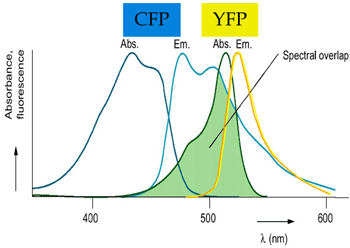 CFP YFP
Abs. Em. Abs. Em.
Spectral overlap
Absorbance,
fluorescence
400 500 600
λ (nm)